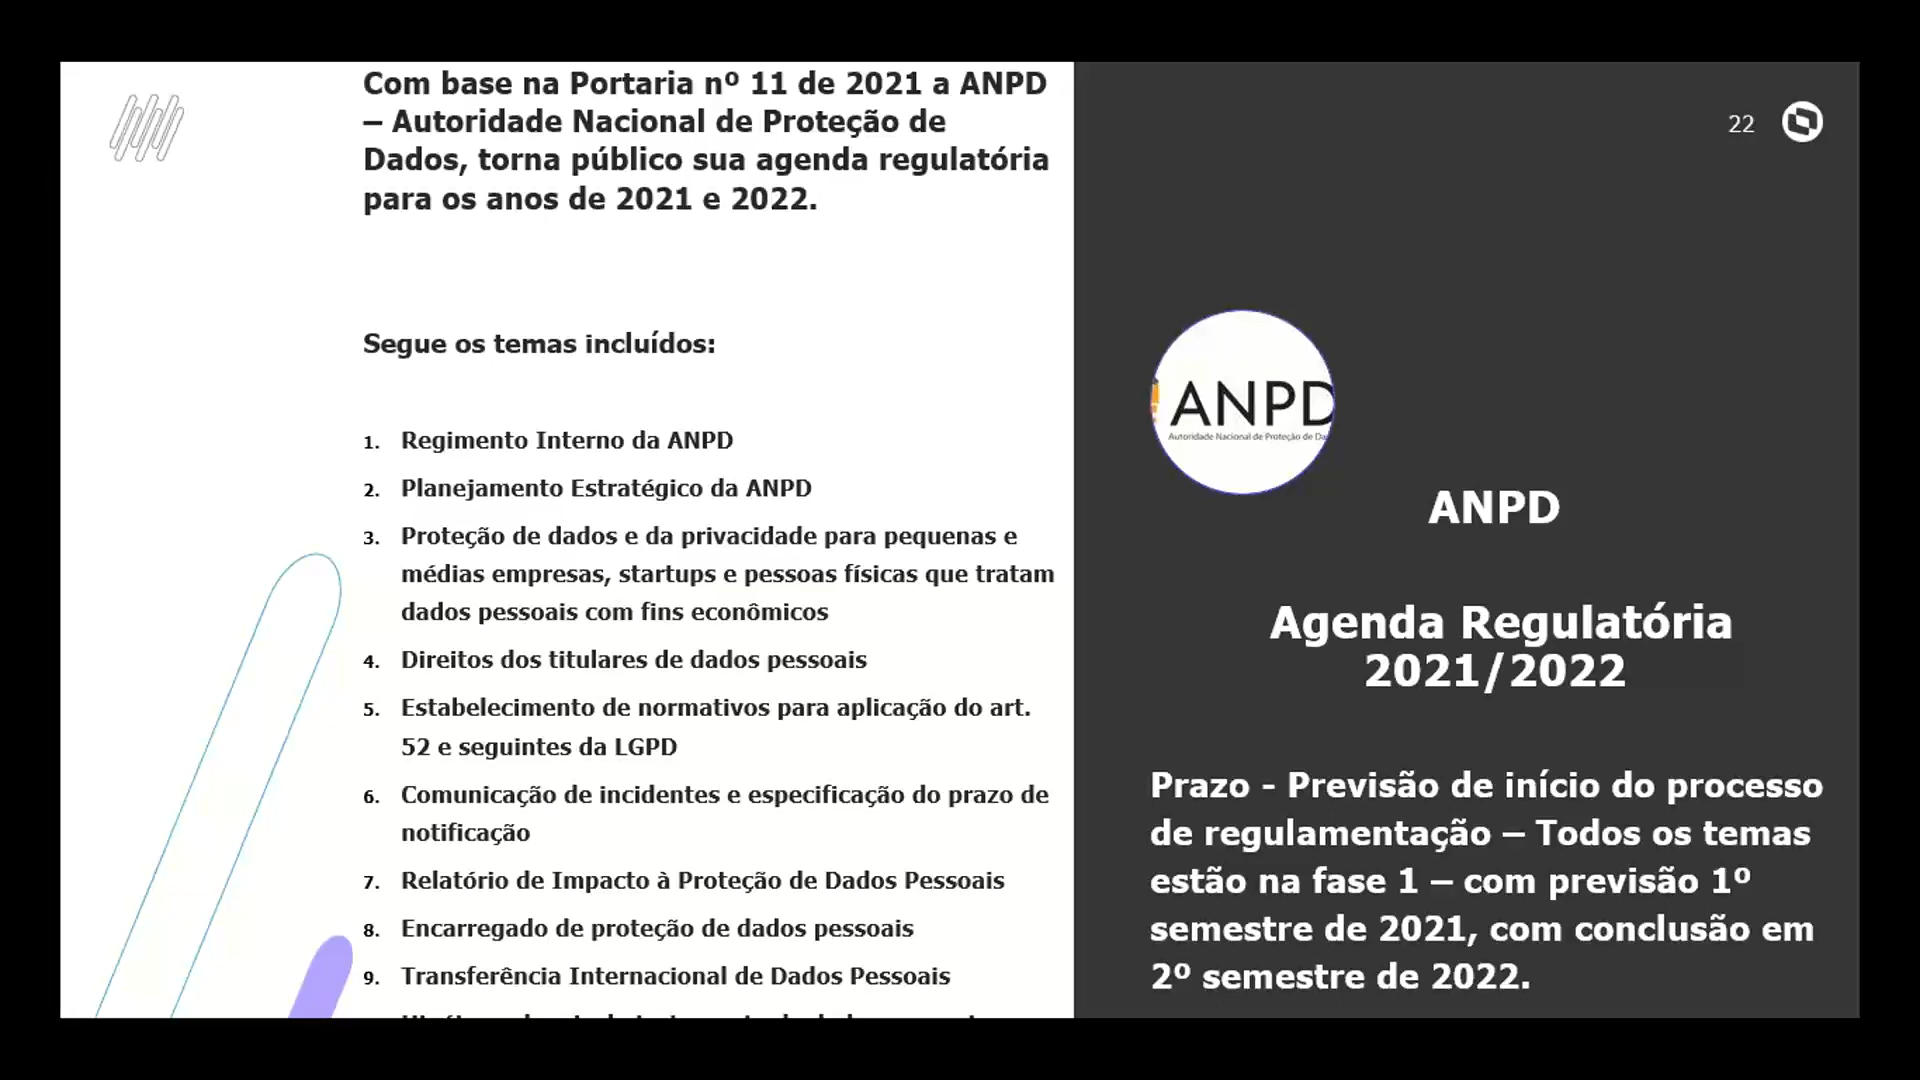 Com base na Portaria nº 11 de 2021 a ANPD
– Autoridade Nacional de Proteção de
Dados, torna público sua agenda regulatória
para os anos de 2021 e 2022.
Segue os temas incluídos:
1. Regimento Interno da ANPD
2. Planejamento Estratégico da ANPD
3. Proteção de dados e da privacidade para pequenas e
médias empresas, startups e pessoas físicas que tratam
dados pessoais com fins econômicos
4. Direitos dos titulares de dados pessoais
5. Estabelecimento de normativos para aplicação do art.
52 e seguintes da LGPD
6. Comunicação de incidentes e especificação do prazo de
notificação
7. Relatório de Impacto à Proteção de Dados Pessoais
8. Encarregado de proteção de dados pessoais
9. Transferência Internacional de Dados Pessoais
22
ANPD
Autoridade Nacional de Proteção de Da
ANPD
Agenda Regulatória
2021/2022
Prazo - Previsão de início do processo
de regulamentação – Todos os temas
estão na fase 1 – com previsão 1º
semestre de 2021, com conclusão em
2º semestre de 2022.